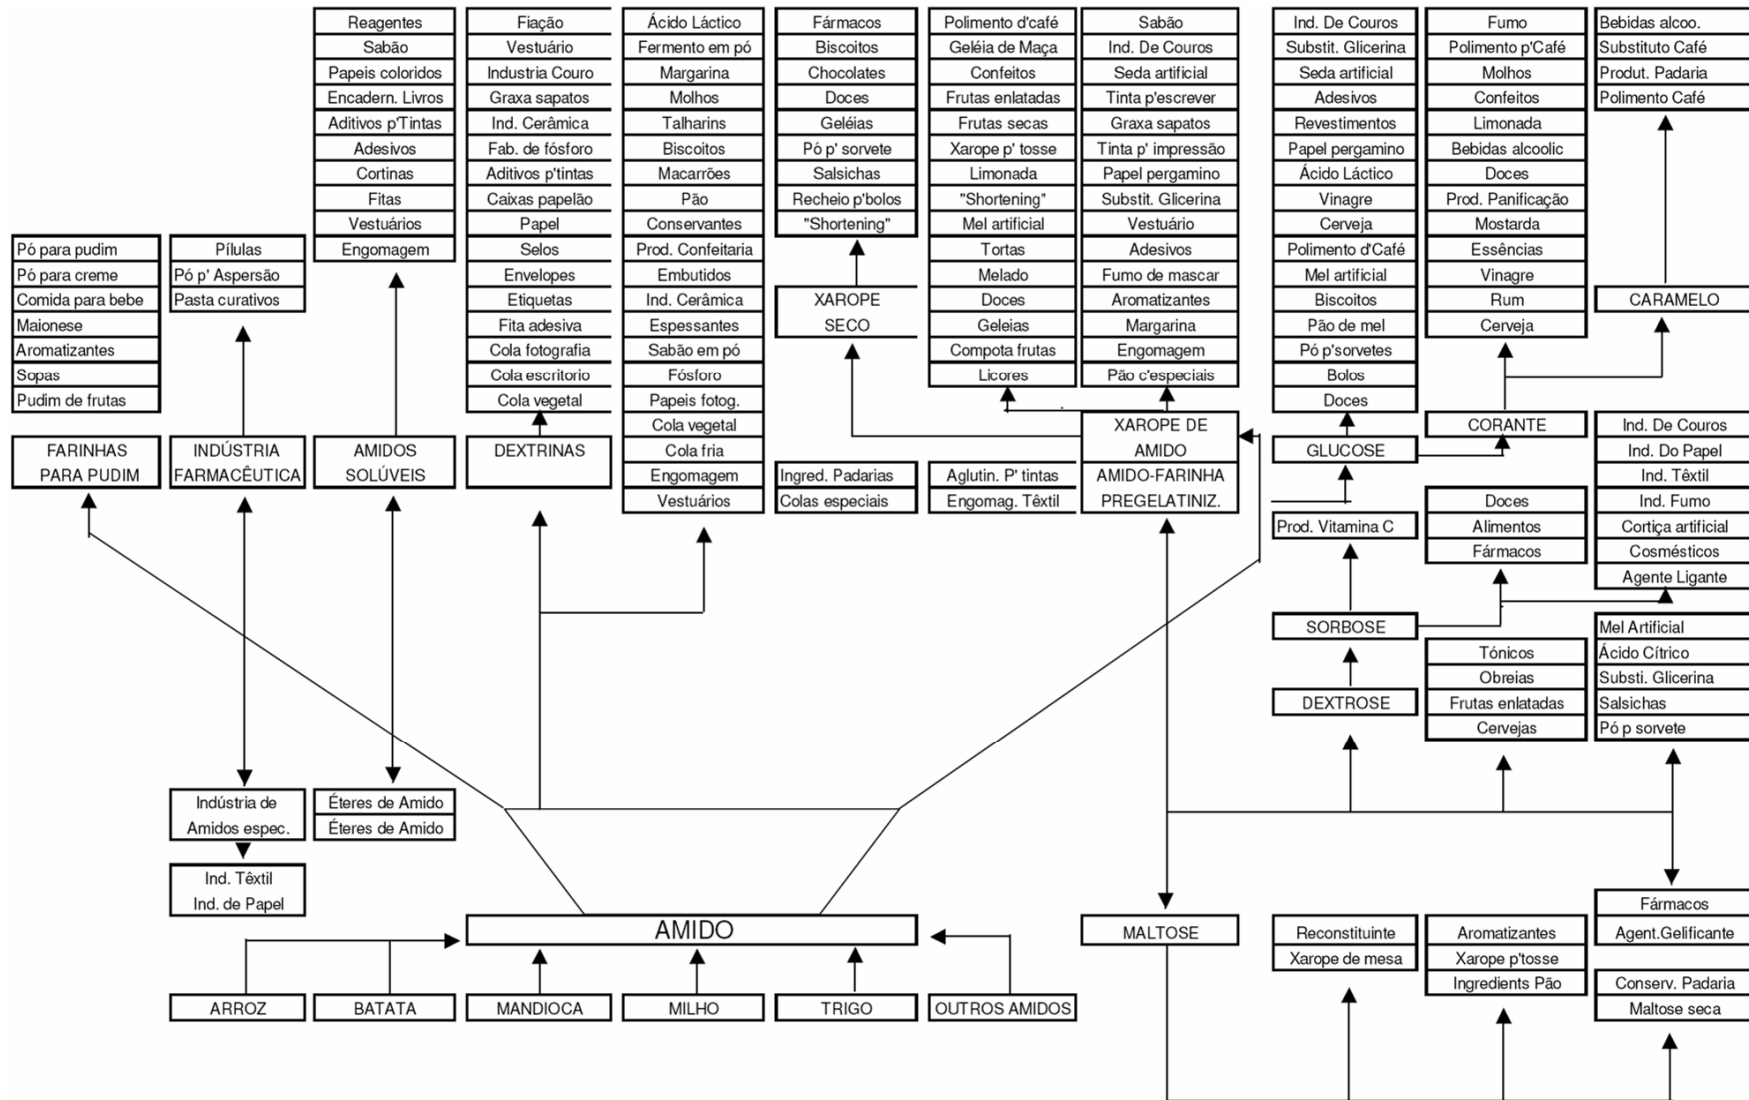 Reagentes
Sabão
Papeis coloridos
Encadern. Livros
Aditivos p'Tintas
Adesivos
Cortinas
Fitas
Vestuários
Engomagem
Fiação
Vestuário
Industria Couro
Graxa sapatos
Ind. Cerâmica
Fab. de fósforo
Aditivos p'tintas
Caixas papelão
Papel
Selos
Envelopes
Etiquetas
Fita adesiva
Cola fotografia
Cola escritorio
Cola vegetal
Ácido Láctico
Fermento em pó
Margarina
Molhos
Talharins
Biscoitos
Macarrões
Pão
Conservantes
Prod. Confeitaria
Embutidos
Ind. Cerâmica
Espessantes
Sabão em pó
Fósforo
Papeis fotog.
Cola vegetal
Cola fria
Engomagem
Vestuários
Fármacos
Biscoitos
Chocolates
Doces
Geléias
Pó p' sorvete
Salsichas
Recheio p'bolos
"Shortening"
XAROPE
SECO
Polimento d'café
Geléia de Maça
Confeitos
Frutas enlatadas
Frutas secas
Xarope p' tosse
Limonada
"Shortening"
Mel artificial
Tortas
Melado
Doces
Geleias
Compota frutas
Licores
Sabão
Ind. De Couros
Seda artificial
Tinta p'escrever
Graxa sapatos
Tinta p' impressão
Papel pergamino
Substit. Glicerina
Vestuário
Adesivos
Fumo de mascar
Aromatizantes
Margarina
Engomagem
Pão c'especiais
Ind. De Couros
Substit. Glicerina
Seda artificial
Adesivos
Revestimentos
Papel pergamino
Ácido Láctico
Vinagre
Cerveja
Polimento d'Café
Mel artificial
Biscoitos
Pão de mel
Pó p'sorvetes
Bolos
Doces
Fumo
Polimento p'Café
Molhos
Confeitos
Limonada
Bebidas alcoolic
Doces
Prod. Panificação
Mostarda
Essências
Vinagre
Rum
Cerveja
Bebidas alcoo.
Substituto Café
Produt. Padaria
Polimento Café
CARAMELO
Pó para pudim
Pó para creme
Comida para bebe
Maionese
Aromatizantes
Sopas
Pudim de frutas
Pílulas
Pó p' Aspersão
Pasta curativos
FARINHAS
PARA PUDIM
INDÚSTRIA
FARMACÊUTICA
AMIDOS
SOLÚVEIS
DEXTRINAS
Ingred. Padarias
Colas especiais
Aglutin. P' tintas
Engomag. Têxtil
XAROPE DE
AMIDO
AMIDO-FARINHA
PREGELATINIZ.
GLUCOSE
CORANTE
Ind. De Couros
Ind. Do Papel
Ind. Têxtil
Ind. Fumo
Cortiça artificial
Cosmésticos
Agente Ligante
Prod. Vitamina C
Doces
Alimentos
Fármacos
SORBOSE
DEXTROSE
Tónicos
Obreias
Frutas enlatadas
Cervejas
Mel Artificial
Ácido Cítrico
Substi. Glicerina
Salsichas
Pó p sorvete
Indústria de
Amidos espec.
Éteres de Amido
Éteres de Amido
Ind. Têxtil
Ind. de Papel
AMIDO
MALTOSE
Reconstituinte
Xarope de mesa
Aromatizantes
Xarope p'tosse
Ingredients Pão
Fármacos
Agent.Gelificante
Conserv. Padaria
Maltose seca
ARROZ
BATATA
MANDIOCA
MILHO
TRIGO
OUTROS AMIDOS